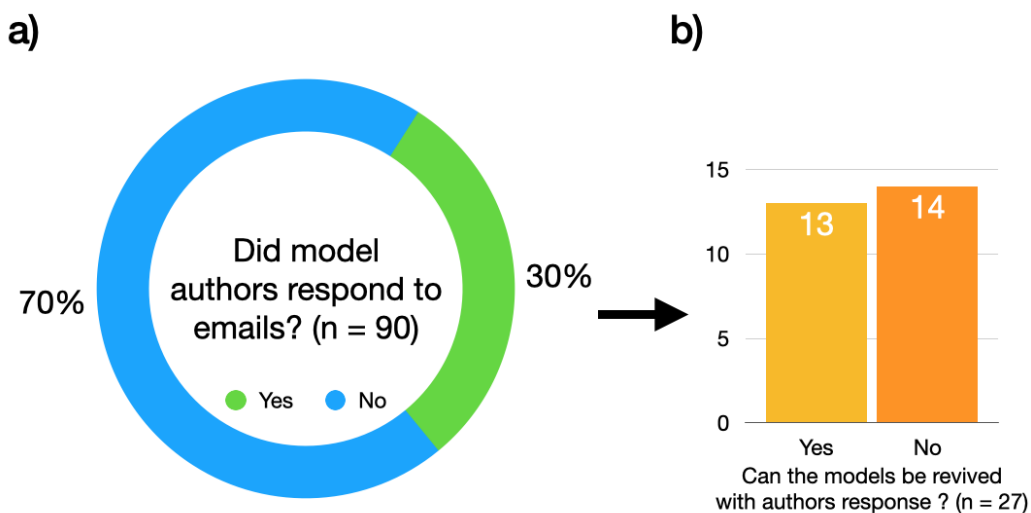 a)
70%
Did model
authors respond to
emails? (n = 90)
Yes
No
30%
b)
15
10
5
0
13
14
Yes
No
Can the models be revived
with authors response ? (n = 27)